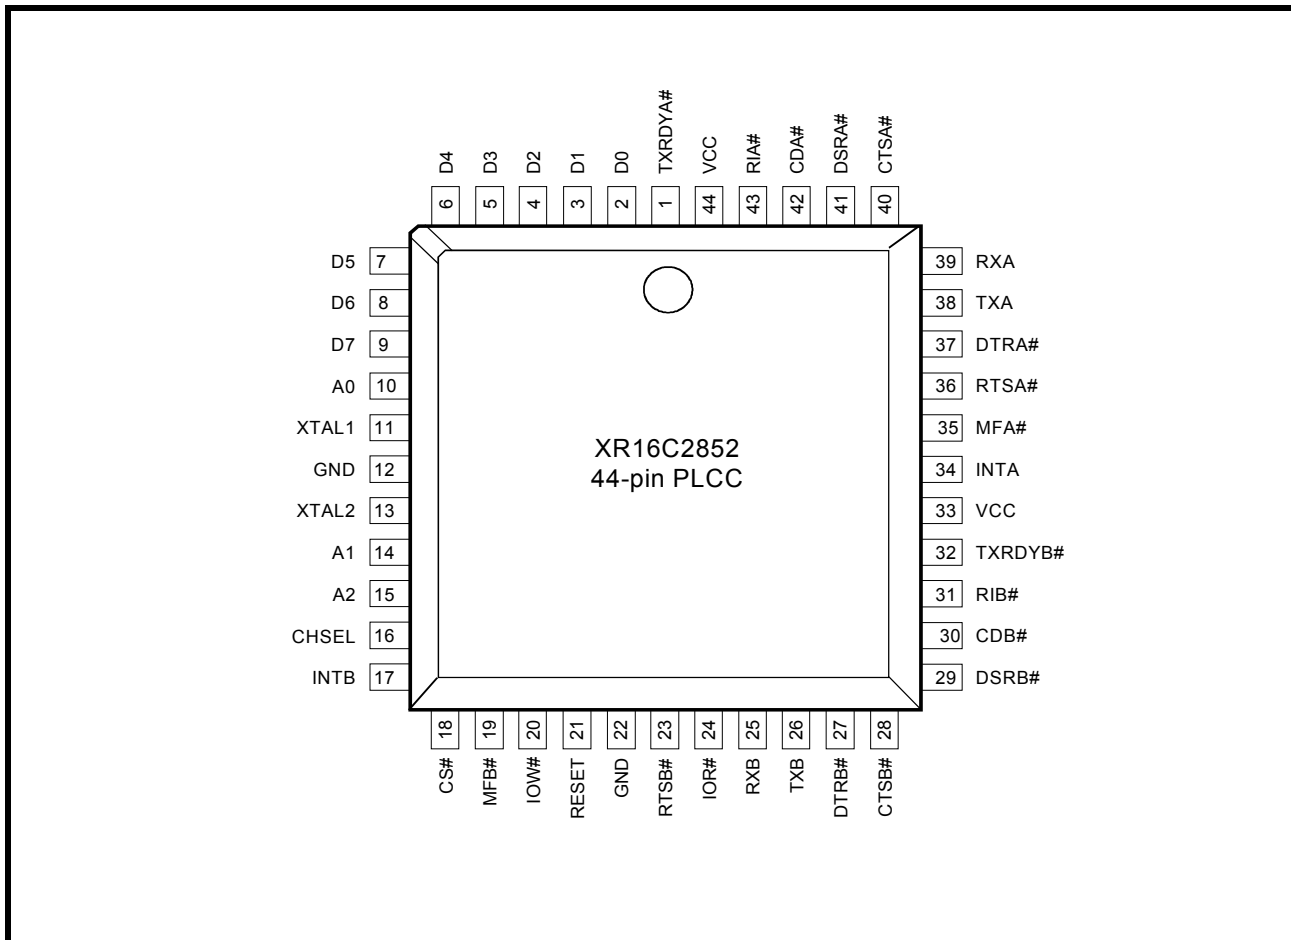 D4 D3 D2 D1 D0 TXRDYA# VCC RIA# CDA# DSRA# CTSA#
6 5 4 3 2 1 44 43 42 41 40
D5 7 39 RXA
D6 8 38 TXA
D7 9 37 DTRA#
A0 10 36 RTSA#
XTAL1 11 35 MFA#
XR16C2852
GND 12 34 INTA
44-pin PLCC
XTAL2 13 33 VCC
A1 14 32 TXRDYB#
A2 15 31 RIB#
CHSEL 16 30 CDB#
INTB 17 29 DSRB#
18 19 20 21 22 23 24 25 26 27 28
CS# MFB# IOW# RESET GND RTSB# IOR# RXB TXB DTRB# CTSB#